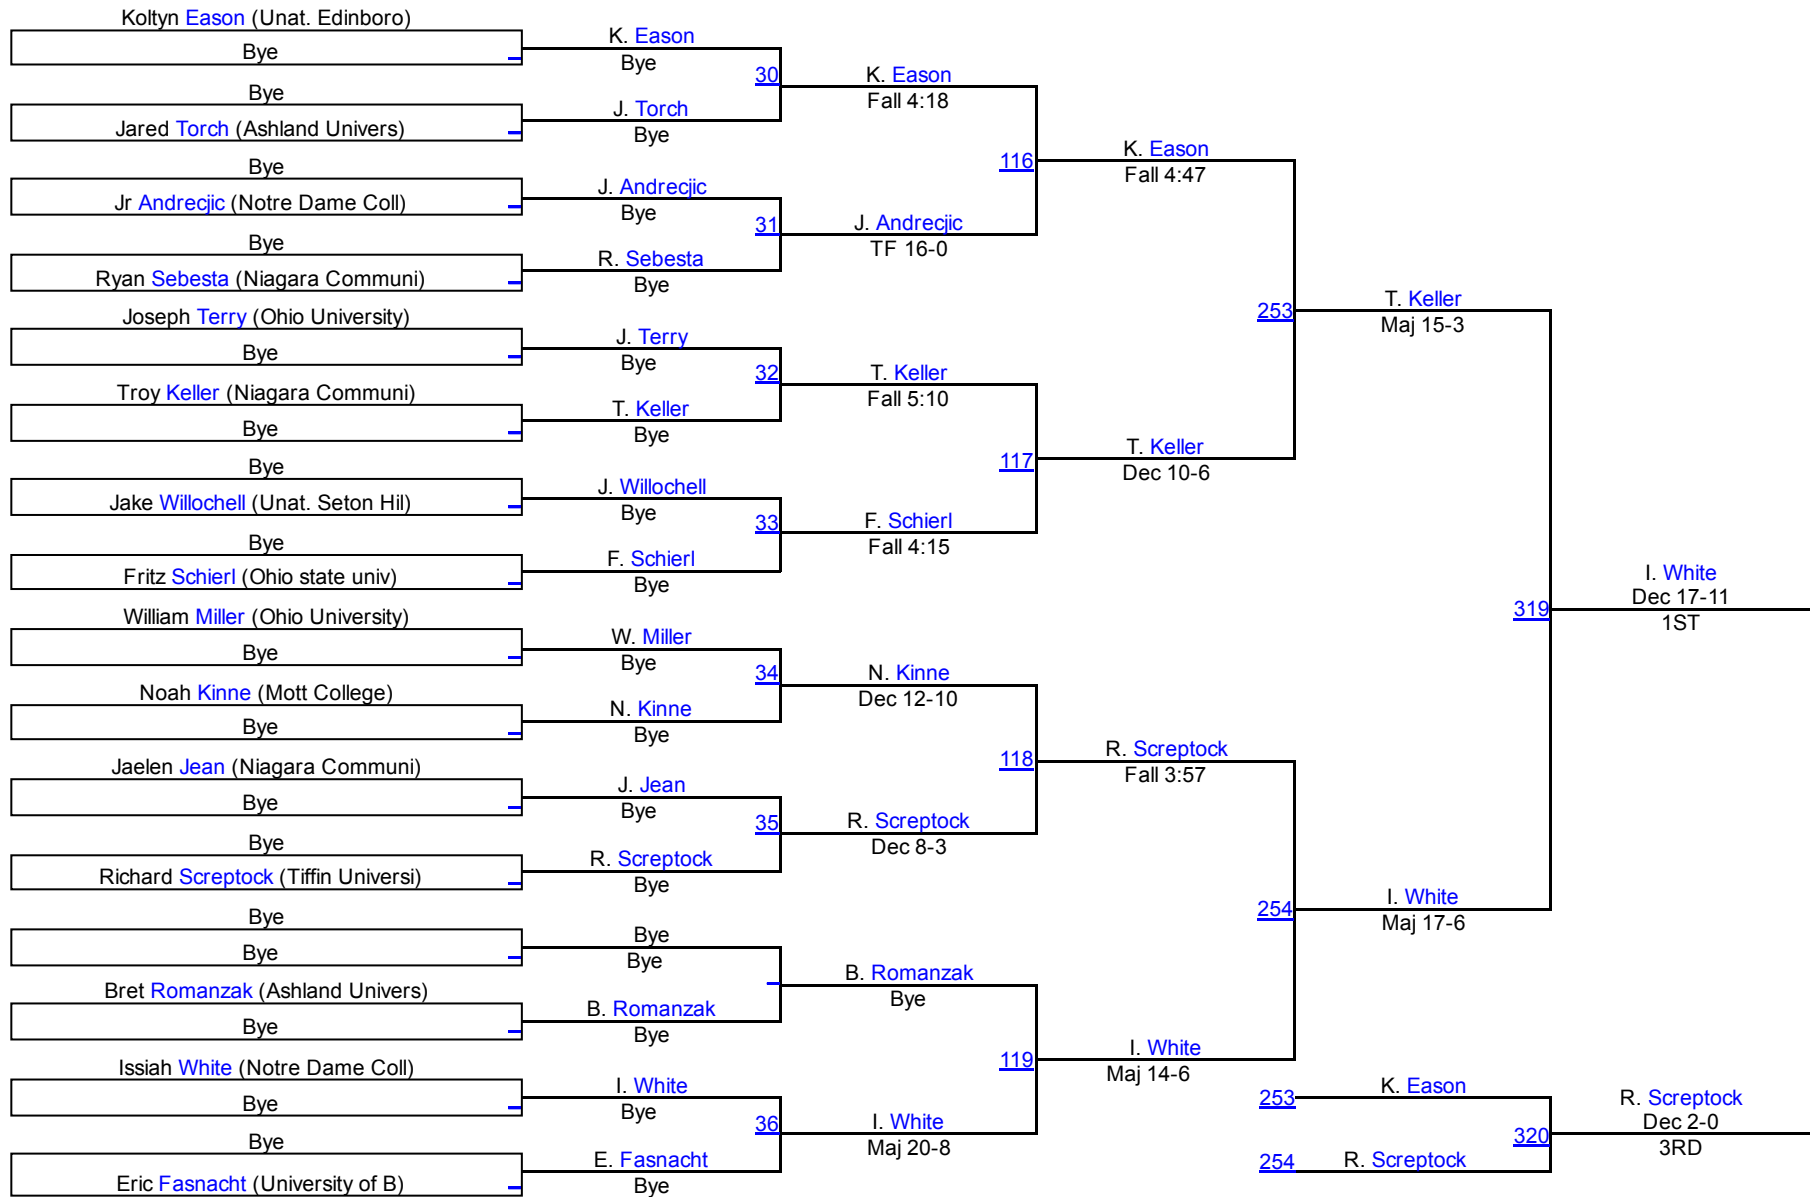 Koltyn Eason (Unat. Edinboro)
Bye
Bye
Jared Torch (Ashland Univers)
Bye
Jr Andrecjic (Notre Dame Coll)
Bye
Ryan Sebesta (Niagara Communi)
Joseph Terry (Ohio University)
Bye
Troy Keller (Niagara Communi)
Bye
Bye
Jake Willochell (Unat. Seton Hil)
Bye
Fritz Schierl (Ohio state univ)
William Miller (Ohio University)
Bye
Noah Kinne (Mott College)
Bye
Jaelen Jean (Niagara Communi)
Bye
Bye
Richard Screptock (Tiffin Universi)
Bye
Bye
Bret Romanzak (Ashland Univers)
Bye
Issiah White (Notre Dame Coll)
Bye
Bye
Eric Fasnacht (University of B)
K. Eason
Bye
30
J. Torch
Bye
J. Andrecjic
Bye
31
R. Sebesta
Bye
J. Terry
Bye
32
T. Keller
Bye
J. Willochell
Bye
33
F. Schierl
Bye
W. Miller
Bye
34
N. Kinne
Bye
J. Jean
Bye
35
R. Screptock
Bye
Bye
Bye
B. Romanzak
Bye
I. White
Bye
36
E. Fasnacht
Bye
K. Eason
Fall 4:18
116
J. Andrecjic
TF 16-0
T. Keller
Fall 5:10
117
F. Schierl
Fall 4:15
N. Kinne
Dec 12-10
118
R. Screptock
Dec 8-3
B. Romanzak
Bye
119
I. White
Maj 20-8
K. Eason
Fall 4:47
253
T. Keller
Dec 10-6
R. Screptock
Fall 3:57
254
I. White
Maj 14-6
T. Keller
Maj 15-3
319
I. White
Maj 17-6
I. White
Dec 17-11
1ST
253
K. Eason
320
254
R. Screptock
R. Screptock
Dec 2-0
3RD